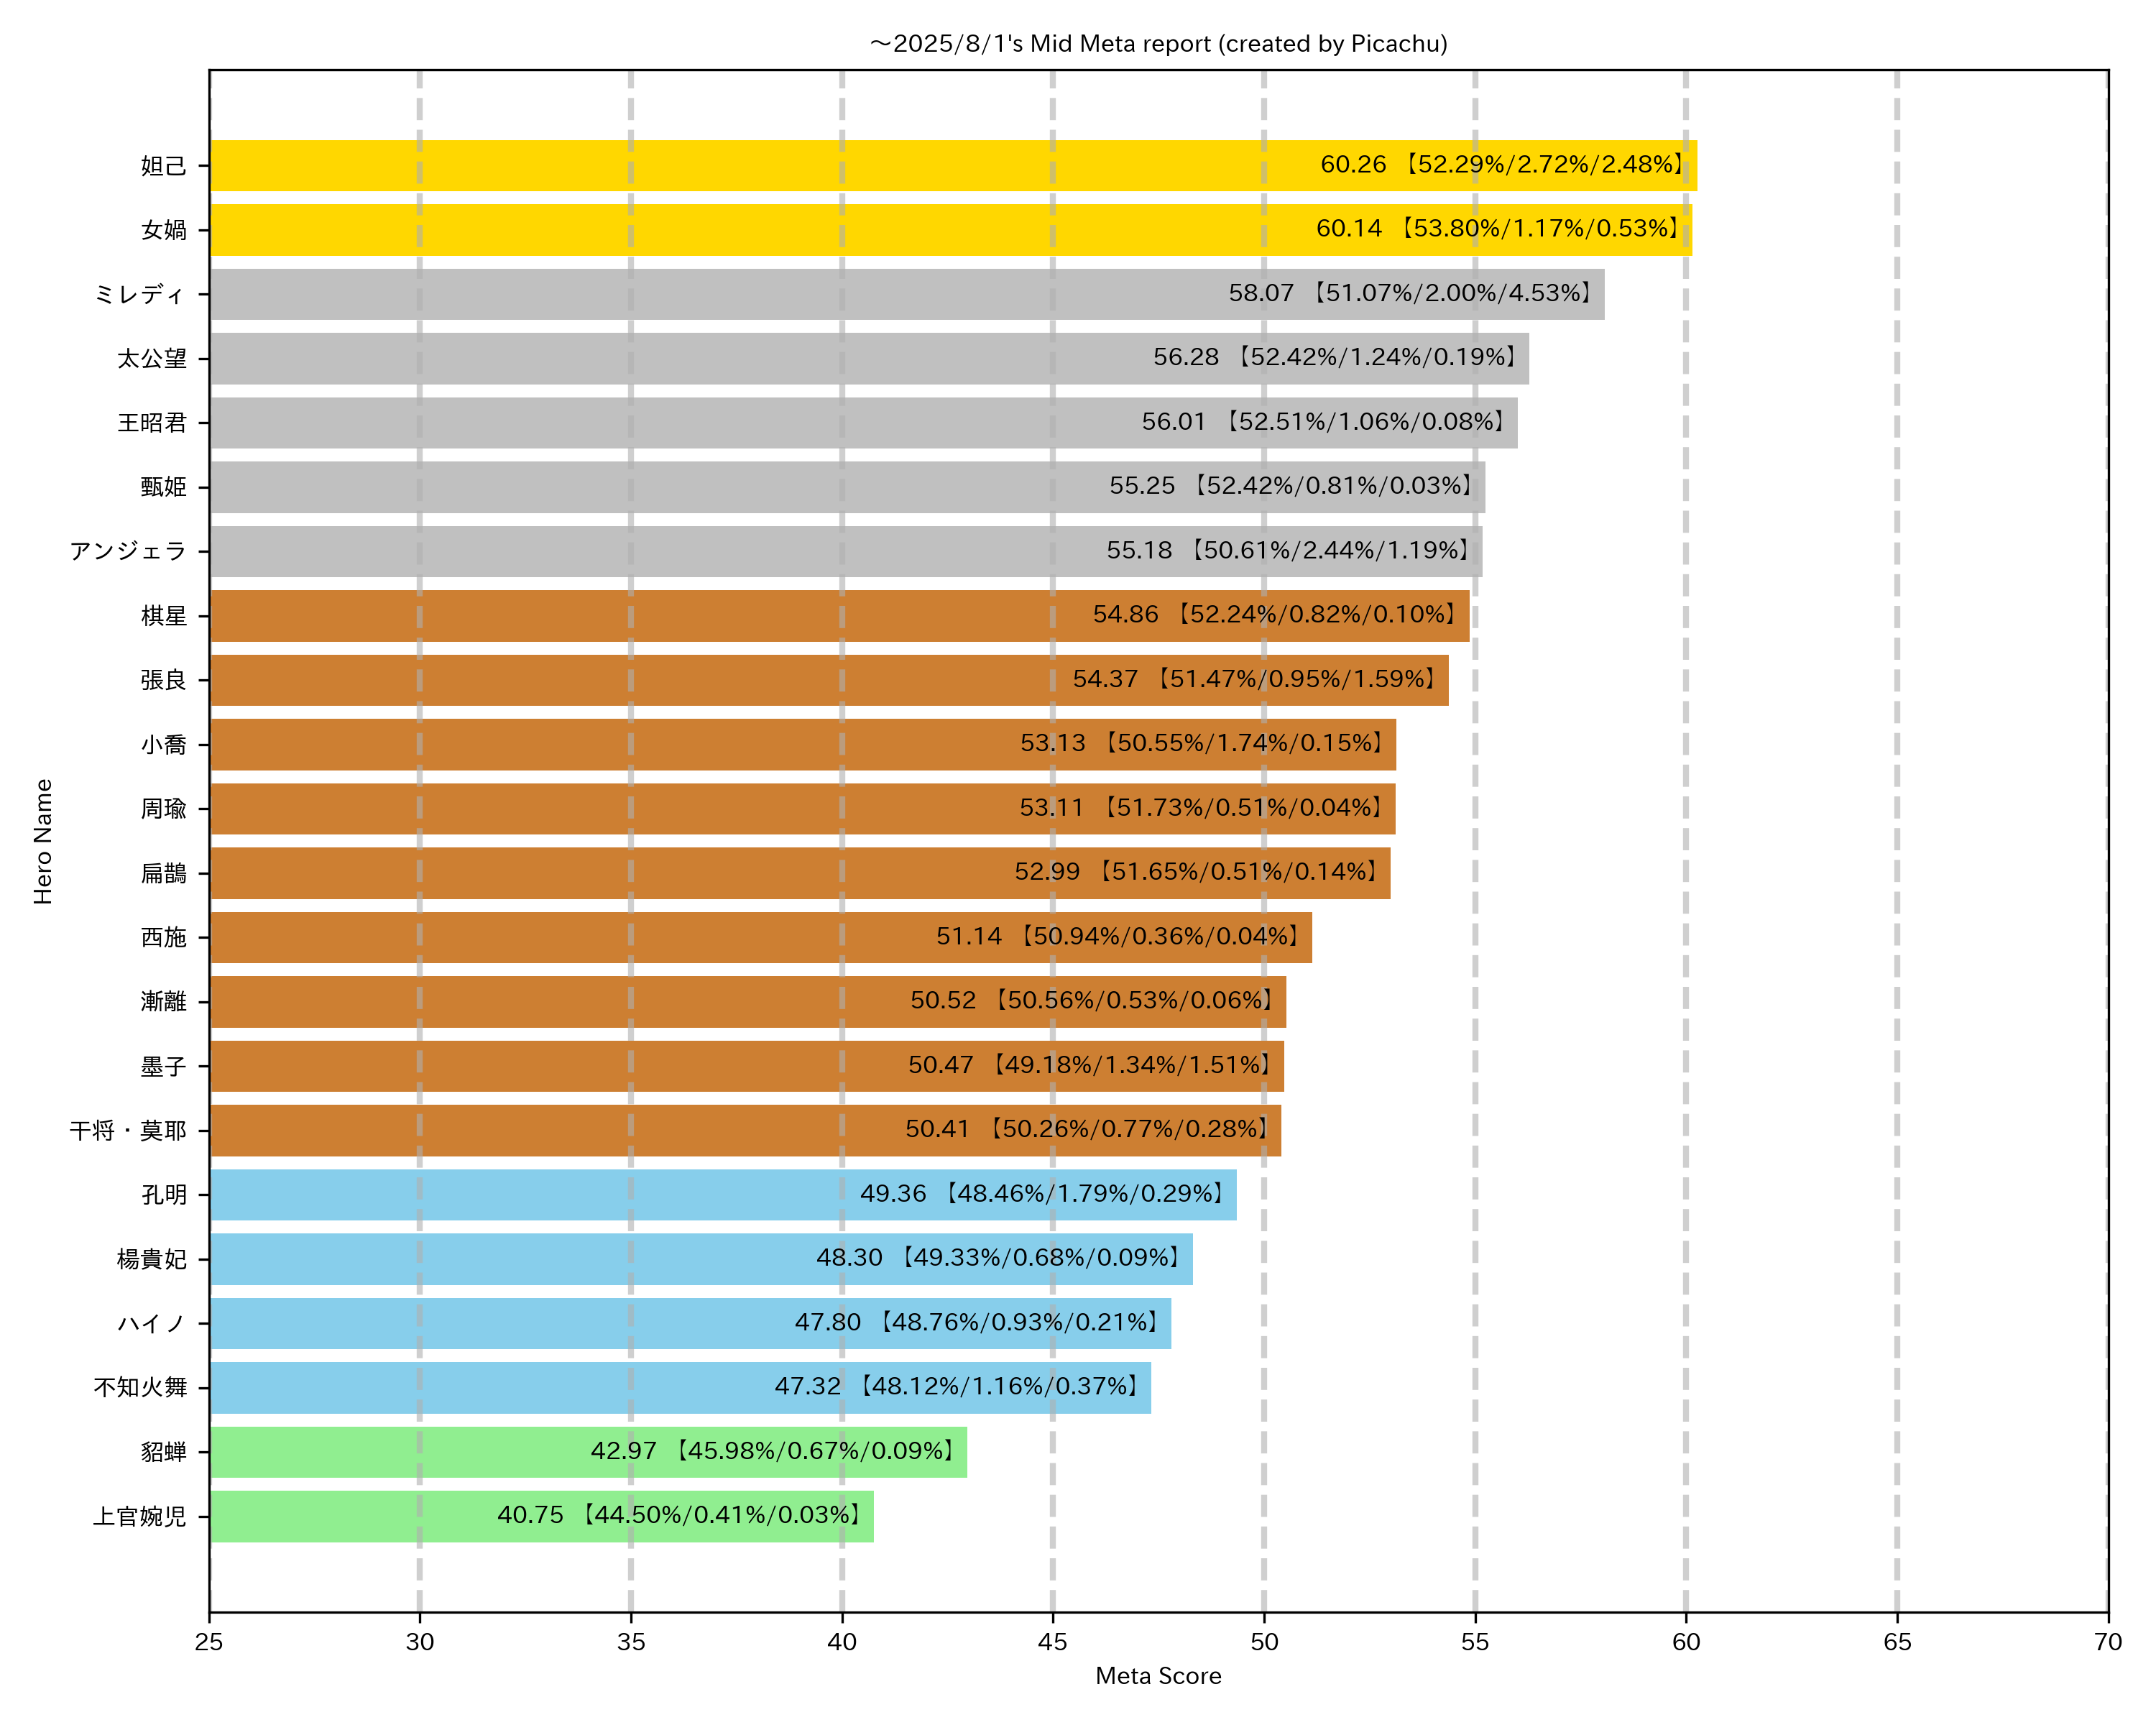 ～2025/8/1's Mid Meta report (created by Picachu)
妲己 60.26 【52.29%/2.72%/2.48%】
女媧 60.14 【53.80%/1.17%/0.53%】
ミレディ 58.07 【51.07%/2.00%/4.53%】
太公望 56.28 【52.42%/1.24%/0.19%】
王昭君 56.01 【52.51%/1.06%/0.08%】
甄姫 55.25 【52.42%/0.81%/0.03%】
アンジェラ 55.18 【50.61%/2.44%/1.19%】
棋星 54.86 【52.24%/0.82%/0.10%】
張良 54.37 【51.47%/0.95%/1.59%】
小喬 53.13 【50.55%/1.74%/0.15%】
周瑜 53.11 【51.73%/0.51%/0.04%】
扁鵲 52.99 【51.65%/0.51%/0.14%】
西施 51.14 【50.94%/0.36%/0.04%】
漸離 50.52 【50.56%/0.53%/0.06%】
墨子 50.47 【49.18%/1.34%/1.51%】
干将・莫耶 50.41 【50.26%/0.77%/0.28%】
孔明 49.36 【48.46%/1.79%/0.29%】
楊貴妃 48.30 【49.33%/0.68%/0.09%】
ハイノ 47.80 【48.76%/0.93%/0.21%】
不知火舞 47.32 【48.12%/1.16%/0.37%】
貂蝉 42.97 【45.98%/0.67%/0.09%】
上官婉児 40.75 【44.50%/0.41%/0.03%】
Hero Name
25 30 35 40 45 50 55 60 65 70
Meta Score